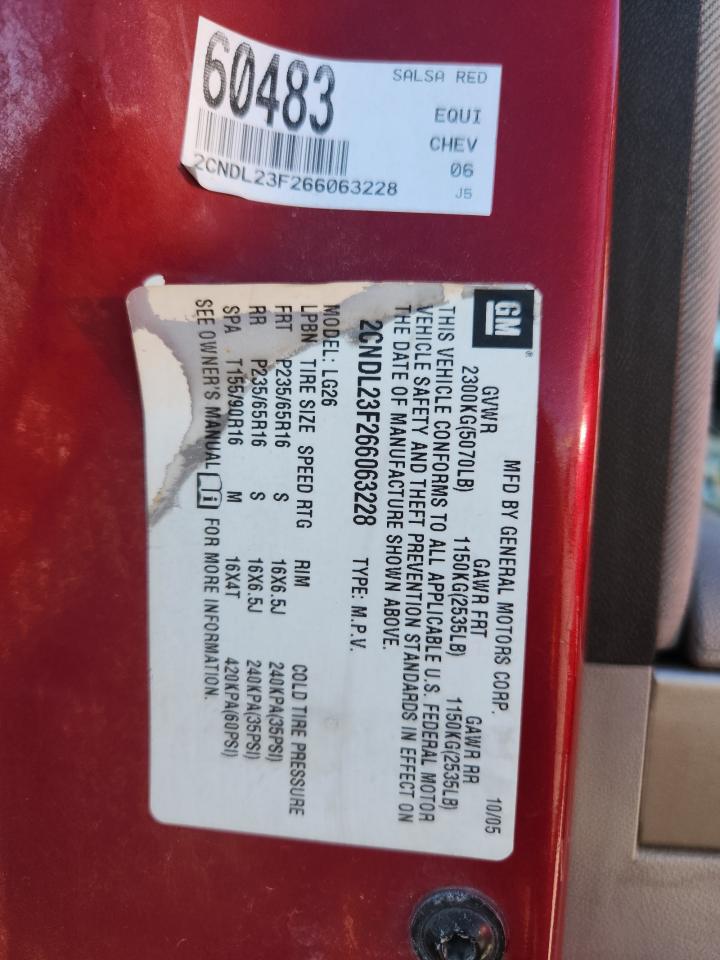 60483
SALSA RED
EQUI
CHEV
06
2CNDL23F266063228
J5
GM
MFD BY GENERAL MOTORS CORP. 10/05
GVWR GAWR FRT GAWR RR
2300KG(5070LB) 1150KG(2535LB) 1150KG(2535LB)
THIS VEHICLE CONFORMS TO ALL APPLICABLE U.S. FEDERAL MOTOR
VEHICLE SAFETY AND THEFT PREVENTION STANDARDS IN EFFECT ON
THE DATE OF MANUFACTURE SHOWN ABOVE.
2CNDL23F266063228 TYPE: M.P.V.
MODEL: LG26
LPBN TIRE SIZE SPEED RTG RIM COLD TIRE PRESSURE
FRT P235/65R16 S 16X6.5J 240KPA(35PSI)
RR P235/65R16 S 16X6.5J 240KPA(35PSI)
SPA T155/90R16 M 16X4T 420KPA(60PSI)
SEE OWNER'S MANUAL FOR MORE INFORMATION.